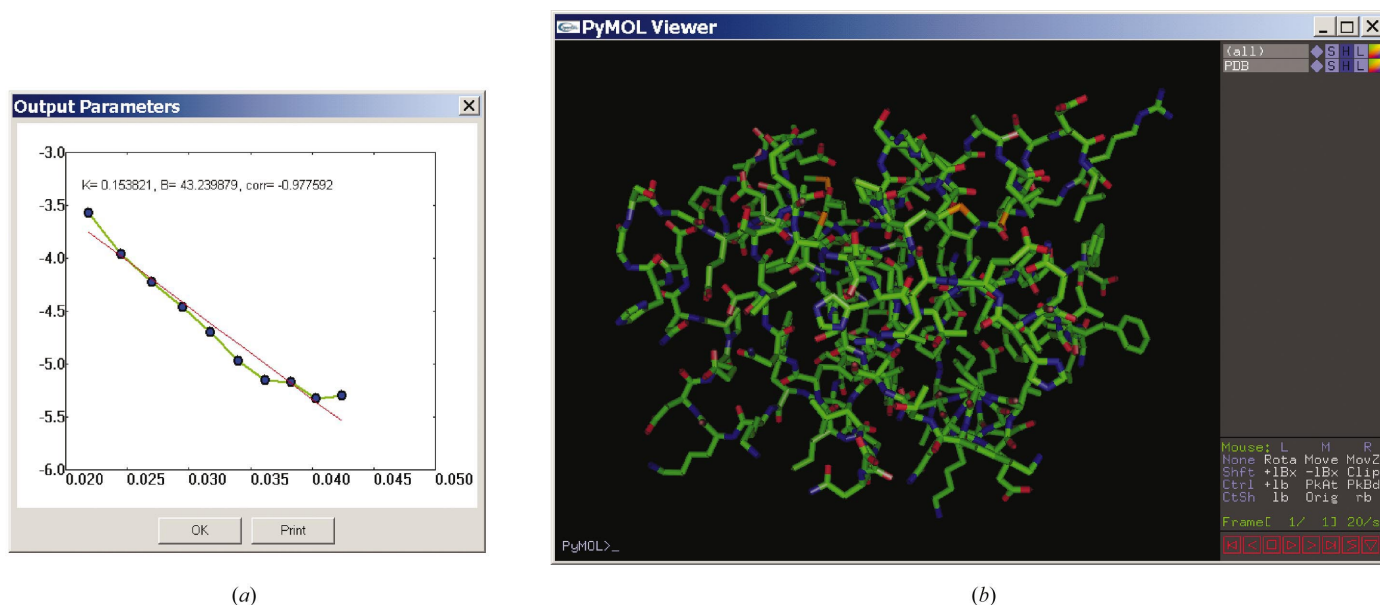 Output Parameters
-3.0
K= 0.153821, B= 43.239879, corr= -0.977592
-3.5
-4.0
-4.5
-5.0
-5.5
-6.0
0.020 0.025 0.030 0.035 0.040 0.045 0.050
OK Print
(a)
PyMOL Viewer
(all) S H L
PDB S H L
Mouse: L M R
None Rota Move MovZ
Shft +lBx -lBx Clip
Ctrl +lb PkAt PkBd
CtSh lb Orig rb
Frame[ 1/ 1] 20/s
PyMOL>_
(b)